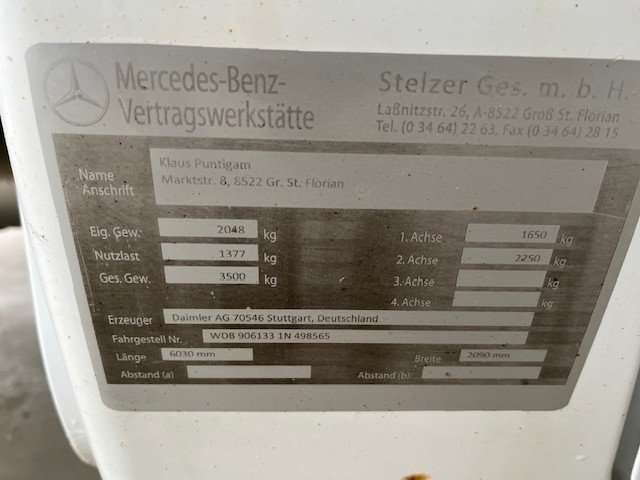 Mercedes-Benz-
Vertragswerkstätte
Stelzer Ges. m. b. H.
Laßnitzstr. 26, A-8522 Groß St. Florian
Tel. (0 34 64) 22 63, Fax (0 34 64) 28 15
Name
Anschrift
Klaus Puntigam
Marktstr. 8, 8522 Gr. St. Florian
Eig. Gew. 2048 kg 1. Achse 1650 kg
Nutzlast 1377 kg 2. Achse 2250 kg
Ges. Gew. 3500 kg 3. Achse kg
4. Achse kg
Erzeuger Daimler AG 70546 Stuttgart, Deutschland
Fahrgestell Nr. WDB 906133 1N 498565
Länge 6030 mm Breite 2090 mm
Abstand (a) Abstand (b)